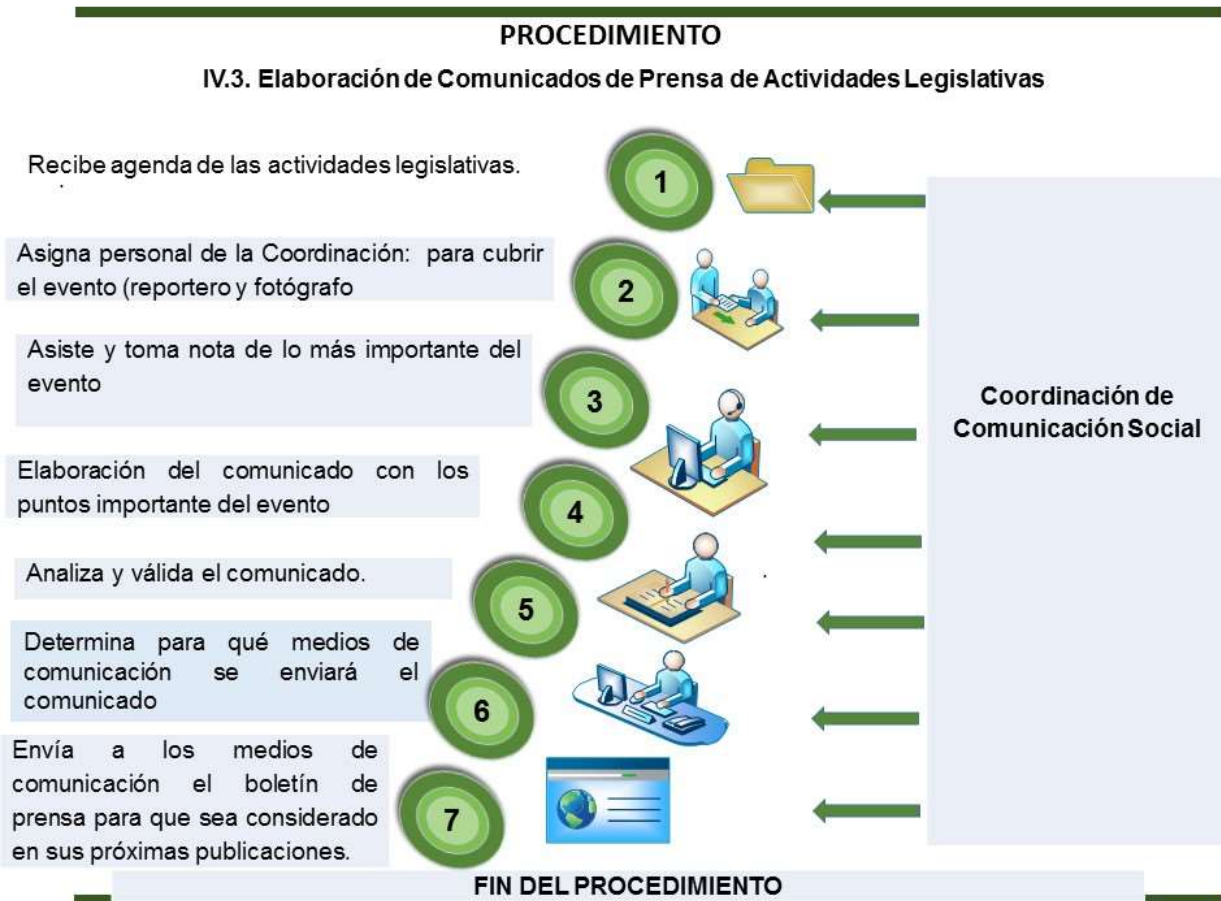 PROCEDIMIENTO
IV.3. Elaboración de Comunicados de Prensa de Actividades Legislativas
Recibe agenda de las actividades legislativas.
.
1
Asigna personal de la Coordinación: para cubrir
el evento (reportero y fotógrafo
2
Asiste y toma nota de lo más importante del
evento
3
Elaboración del comunicado con los
puntos importante del evento
4
Analiza y válida el comunicado.
5
Determina para qué medios de
comunicación se enviará el
comunicado
6
Envía a los medios de
comunicación el boletín de
prensa para que sea considerado
en sus próximas publicaciones.
7
Coordinación de
Comunicación Social
.
FIN DEL PROCEDIMIENTO